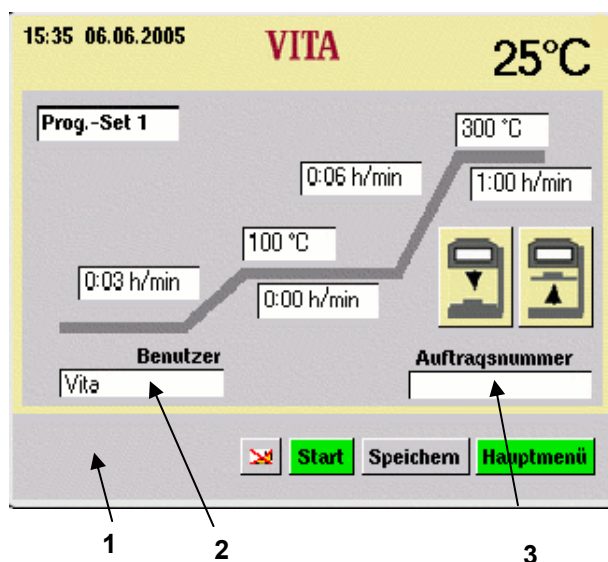 15:35 06.06.2005 VITA 25°C
Prog.-Set 1
300 °C
0:06 h/min
1:00 h/min
100 °C
0:03 h/min
0:00 h/min
Benutzer
Vita
Auftragsnummer
Start Speichern Hauptmenü
1 2 3